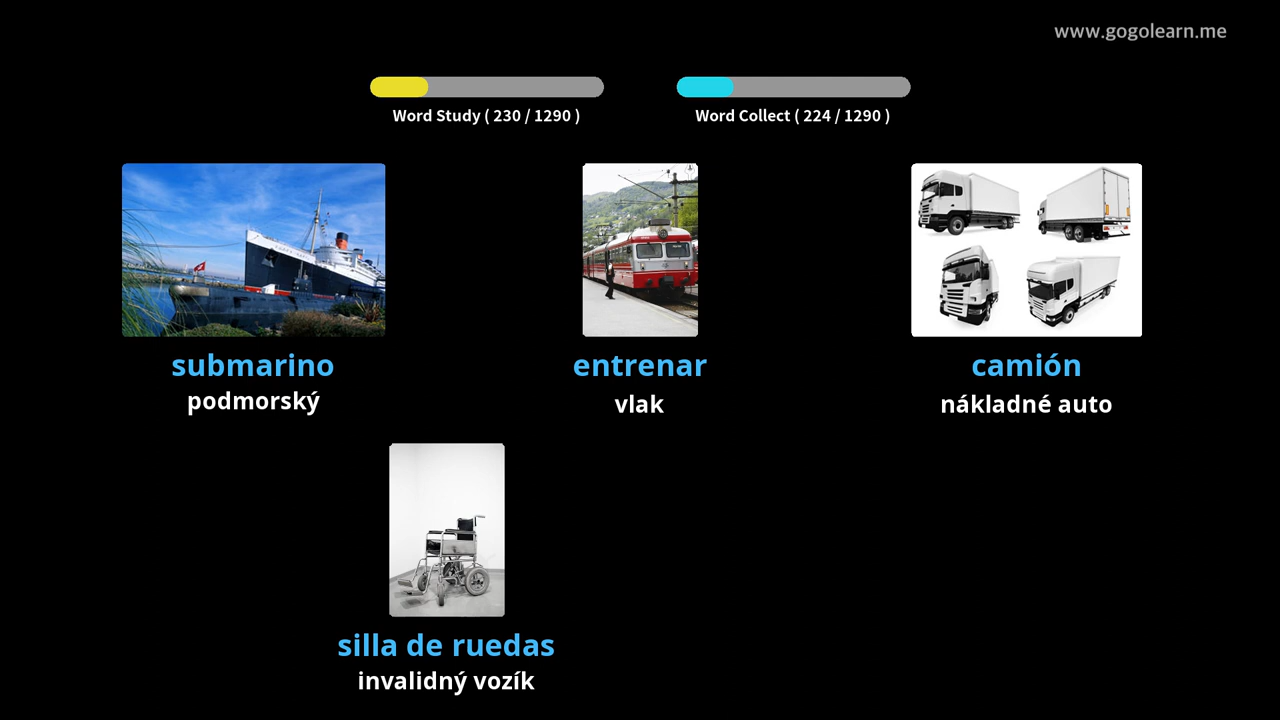 www.gogolearn.me
Word Study ( 230 / 1290 )
Word Collect ( 224 / 1290 )
submarino
podmorský
entrenar
vlak
camión
nákladné auto
silla de ruedas
invalidný vozík